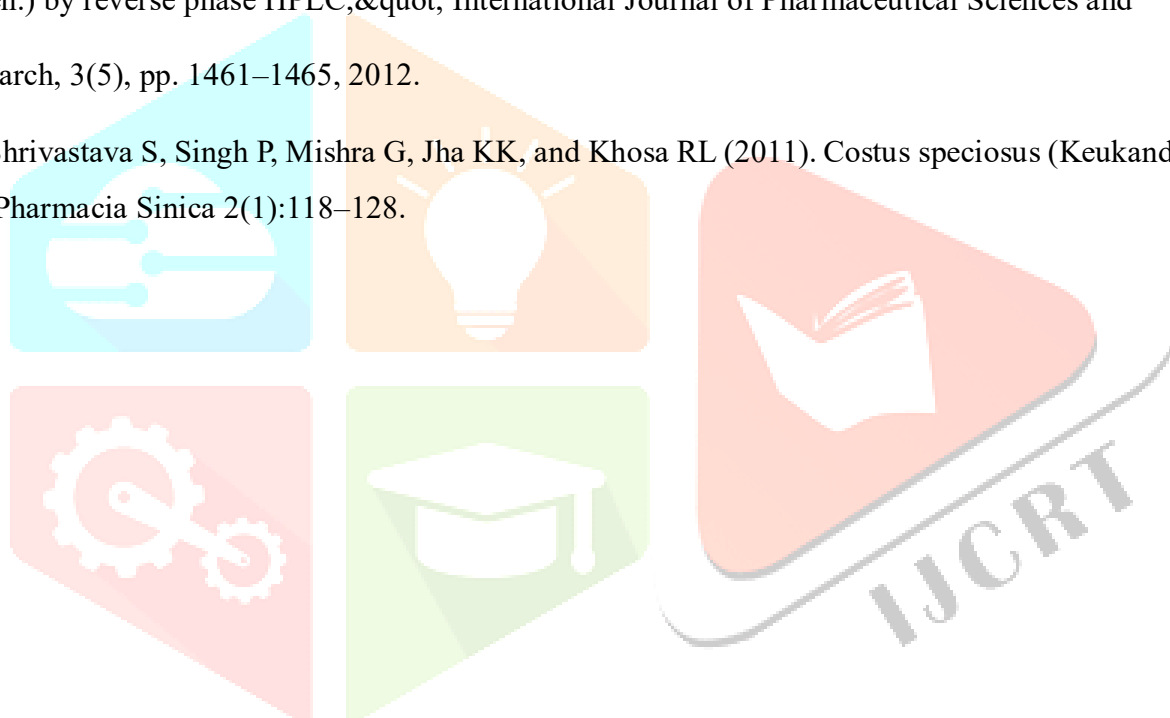 en.) by reverse phase HPLC,&quot; International Journal of Pharmaceutical Sciences and
arch, 3(5), pp. 1461–1465, 2012.
hrivastava S, Singh P, Mishra G, Jha KK, and Khosa RL (2011). Costus speciosus (Keukand
Pharmacia Sinica 2(1):118–128.
IJCRT